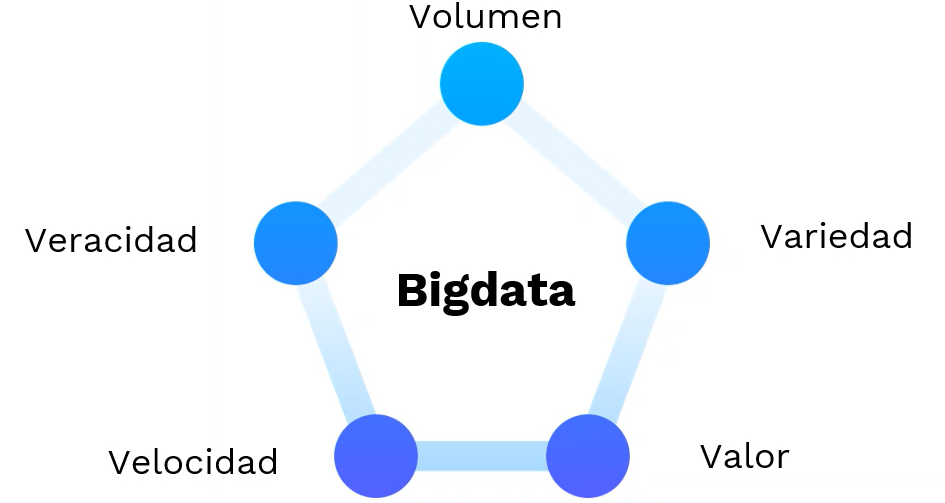 Volumen
Veracidad
Variedad
Bigdata
Velocidad
Valor